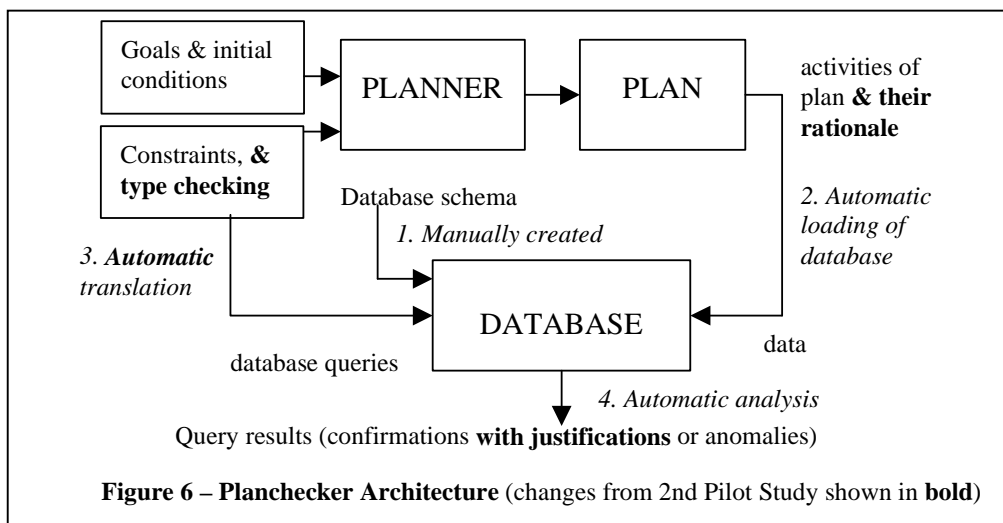 Goals & initial
conditions
PLANNER
PLAN
activities of
plan & their
rationale
Constraints, &
type checking
Database schema
1. Manually created
2. Automatic
loading of
database
3. Automatic
translation
DATABASE
database queries
data
4. Automatic analysis
Query results (confirmations with justifications or anomalies)
Figure 6 – Planchecker Architecture (changes from 2nd Pilot Study shown in bold)